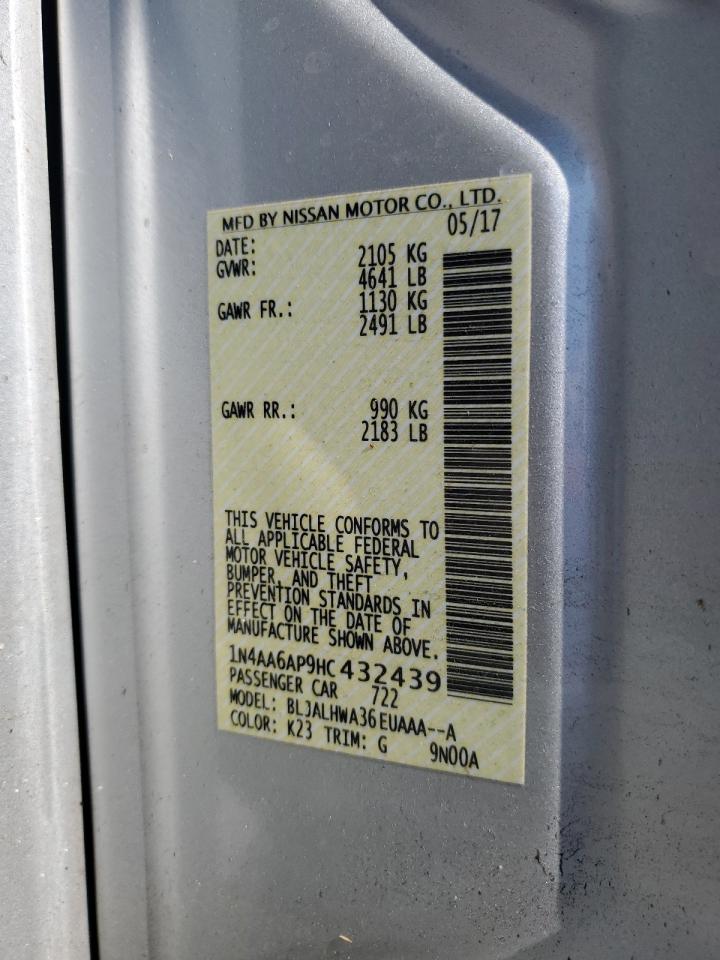 MFD BY NISSAN MOTOR CO., LTD.
DATE: 05/17
GVWR: 2105 KG
4641 LB
GAWR FR.: 1130 KG
2491 LB
GAWR RR.: 990 KG
2183 LB
THIS VEHICLE CONFORMS TO
ALL APPLICABLE FEDERAL
MOTOR VEHICLE SAFETY,
BUMPER, AND THEFT
PREVENTION STANDARDS IN
EFFECT ON THE DATE OF
MANUFACTURE SHOWN ABOVE.
1N4AA6AP9HC432439
PASSENGER CAR 722
MODEL: BLJALHWA36EUAAA--A
COLOR: K23 TRIM: G 9N00A